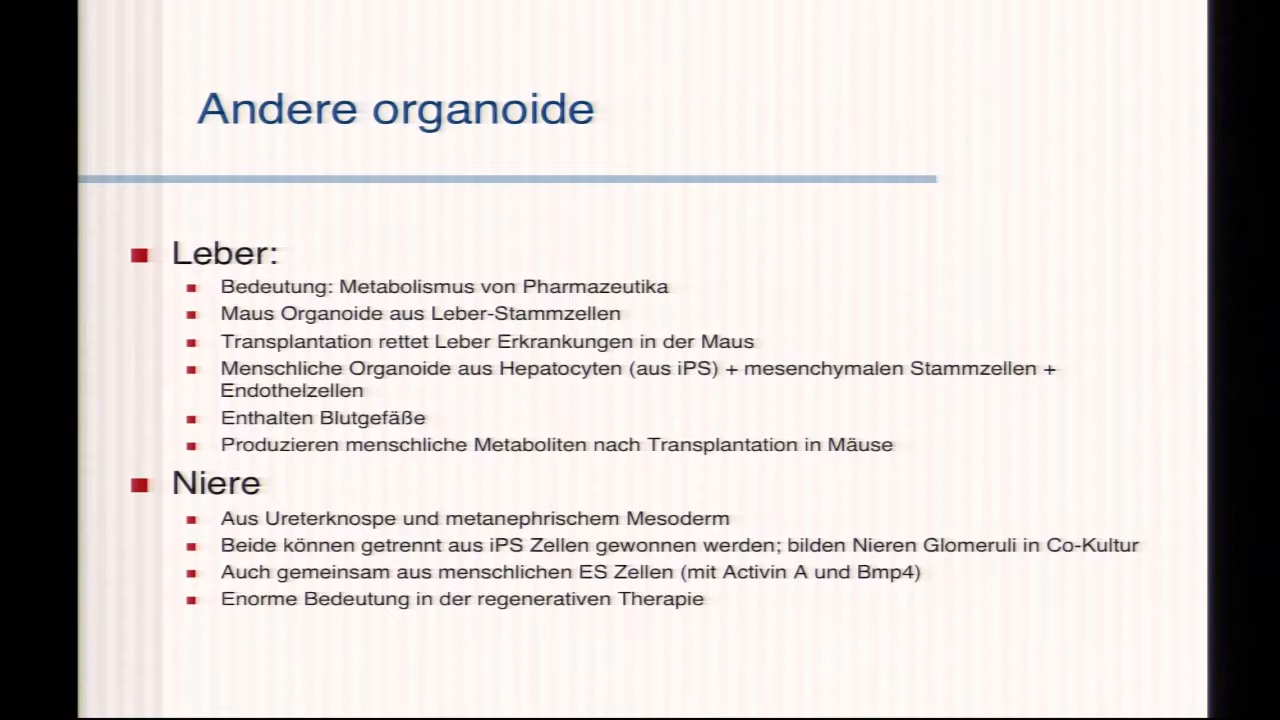 Andere organoide
Leber:
Bedeutung: Metabolismus von Pharmazeutika
Maus Organoide aus Leber-Stammzellen
Transplantation rettet Leber Erkrankungen in der Maus
Menschliche Organoide aus Hepatocyten (aus iPS) + mesenchymalen Stammzellen +
Endothelzellen
Enthalten Blutgefäße
Produzieren menschliche Metaboliten nach Transplantation in Mäuse
Niere
Aus Ureterknospe und metanephrischem Mesoderm
Beide können getrennt aus iPS Zellen gewonnen werden; bilden Nieren Glomeruli in Co-Kultur
Auch gemeinsam aus menschlichen ES Zellen (mit Activin A und Bmp4)
Enorme Bedeutung in der regenerativen Therapie